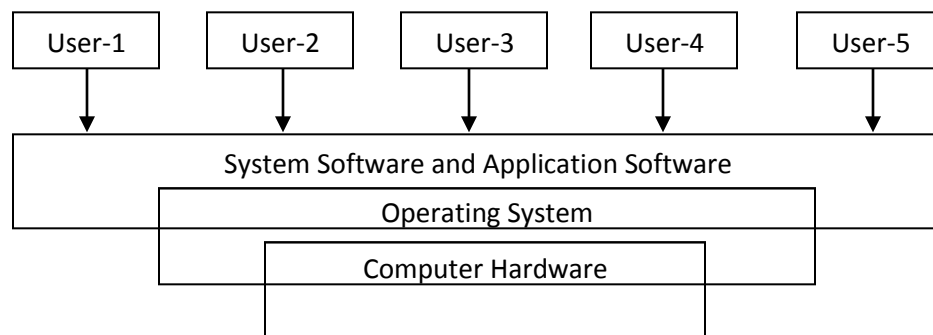 User-1 User-2 User-3 User-4 User-5
System Software and Application Software
Operating System
Computer Hardware